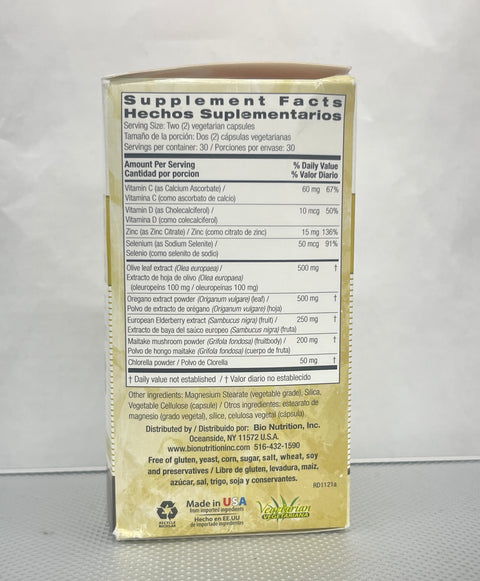 Supplement Facts
Hechos Suplementarios
Serving Size: Two (2) vegetarian capsules
Tamaño de la porción: Dos (2) cápsulas vegetarianas
Servings per container: 30 / Porciones por envase: 30
Amount Per Serving % Daily Value
Cantidad por porcion % Valor Diario
Vitamin C (as Calcium Ascorbate) / 60 mg 67%
Vitamina C (como ascorbato de calcio)
Vitamin D (as Cholecalciferol) / 10 mcg 50%
Vitamina D (como colecalciferol)
Zinc (as Zinc Citrate) / Zinc (como citrato de zinc) 15 mg 136%
Selenium (as Sodium Selenite) / 50 mcg 91%
Selenio (como selenito de sodio)
Olive leaf extract (Olea europaea) / 500 mg †
Extracto de hoja de olivo (Olea europaea)
(oleuropeins 100 mg / oleuropeinas 100 mg)
Oregano extract powder (Origanum vulgare) (leaf) / 500 mg †
Polvo de extracto de orégano (Origanum vulgare) (hoja)
European Elderberry extract (Sambucus nigra) (fruit) / 250 mg †
Extracto de baya del saúco europeo (Sambucus nigra) (fruta)
Maitake mushroom powder (Grifola fondosa) (fruitbody) / 200 mg †
Polvo de hongo maitake (Grifola fondosa) (cuerpo de fruta)
Chlorella powder / Polvo de Clorella 50 mg †
† Daily value not established / † Valor diario no establecido
Other ingredients: Magnesium Stearate (vegetable grade), Silica,
Vegetable Cellulose (capsule) / Otros ingredientes: estearato de
magnesio (grado vegetal), silice, celulosa vegetal (cápsula).
Distributed by / Distribuido por: Bio Nutrition, Inc.
Oceanside, NY 11572 U.S.A.
www.bionutritioninc.com 516-432-1590
Free of gluten, yeast, corn, sugar, salt, wheat, soy
and preservatives / Libre de gluten, levadura, maíz,
azúcar, sal, trigo, soja y conservantes.
RD1121a
PLEASE RECYCLE
Made in USA
from imported ingredients
Hecho en EE.UU
de importado ingredientes
Vegetarian
VEGETARIANA